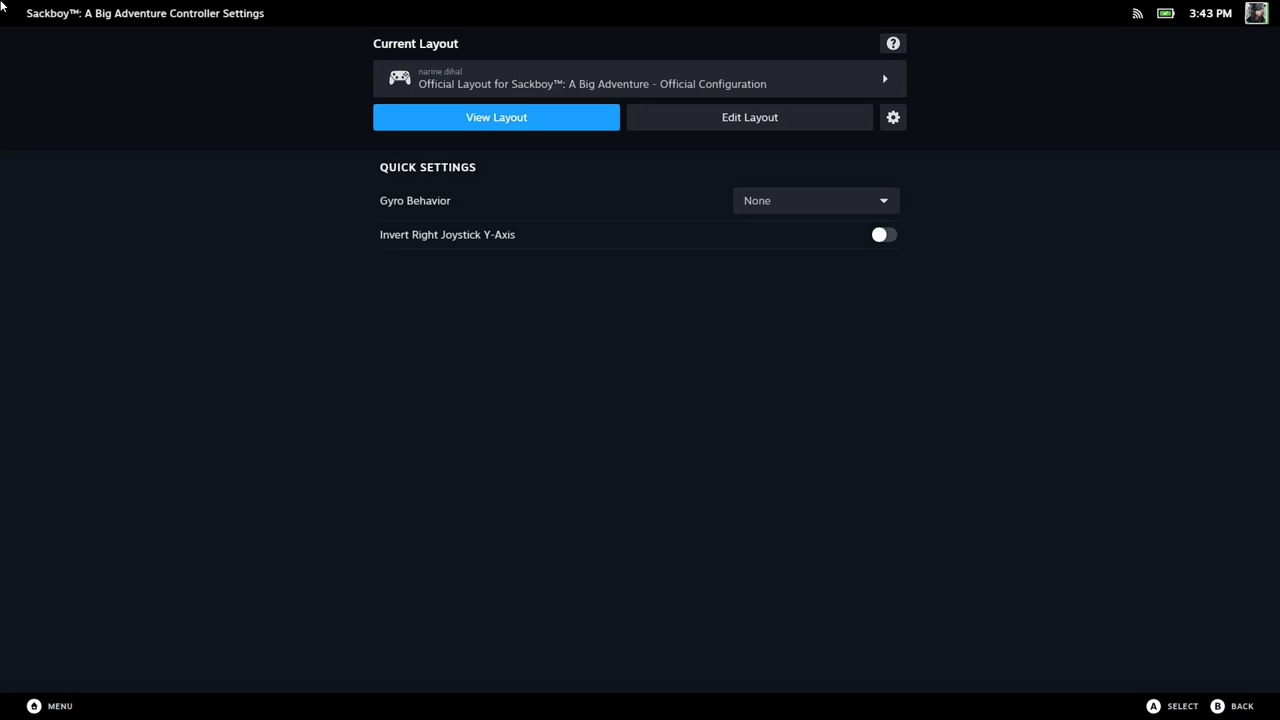 Sackboy™: A Big Adventure Controller Settings
3:43 PM
Current Layout
?
narine.dihal
Official Layout for Sackboy™: A Big Adventure - Official Configuration
View Layout
Edit Layout
QUICK SETTINGS
Gyro Behavior
None
Invert Right Joystick Y-Axis
MENU
A SELECT
B BACK